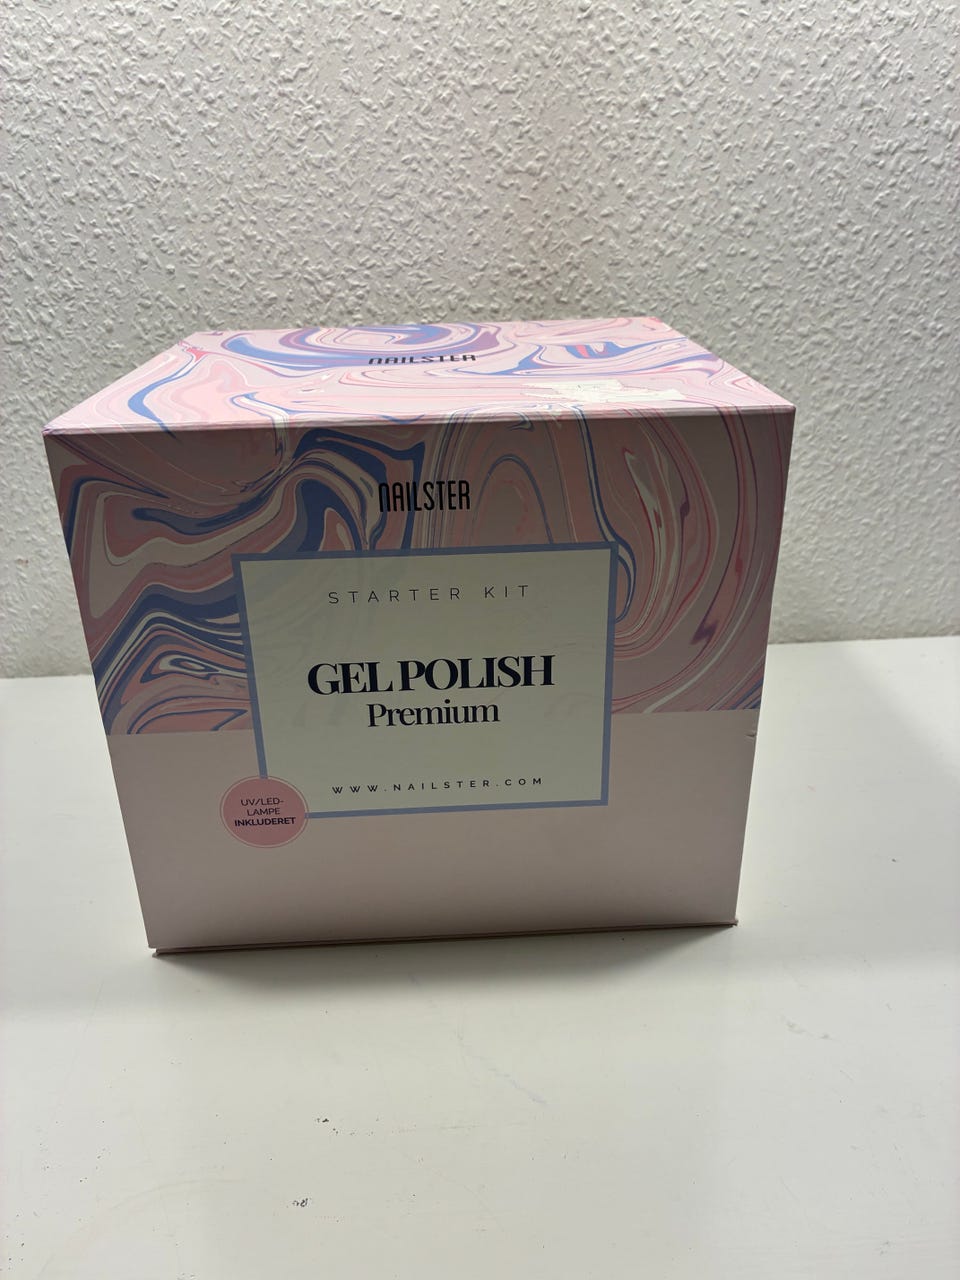 NAILSTER
NAILSTER
STARTER KIT
GEL POLISH
Premium
WWW.NAILSTER.COM
UV/LED-
LAMPE
INKLUDERET